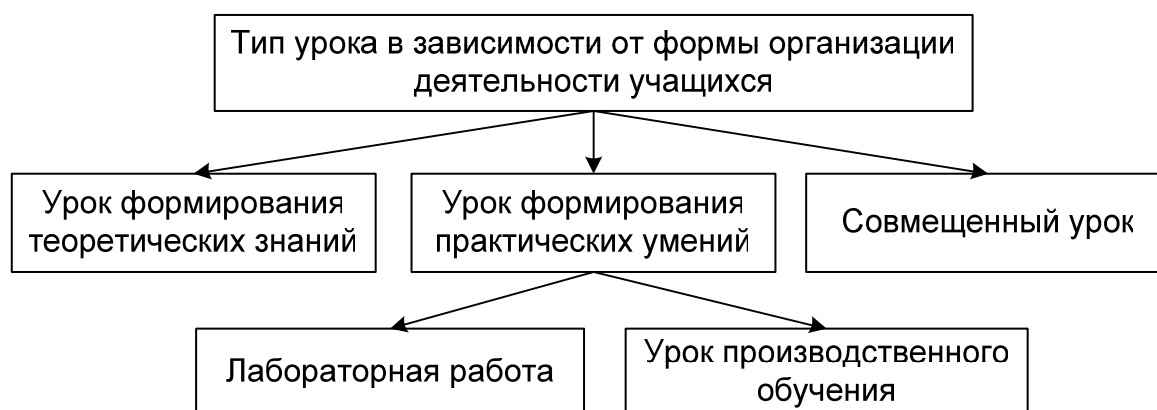 Тип урока в зависимости от формы организации
деятельности учащихся
Урок формирования
теоретических знаний
Урок формирования
практических умений
Совмещенный урок
Лабораторная работа
Урок производственного
обучения